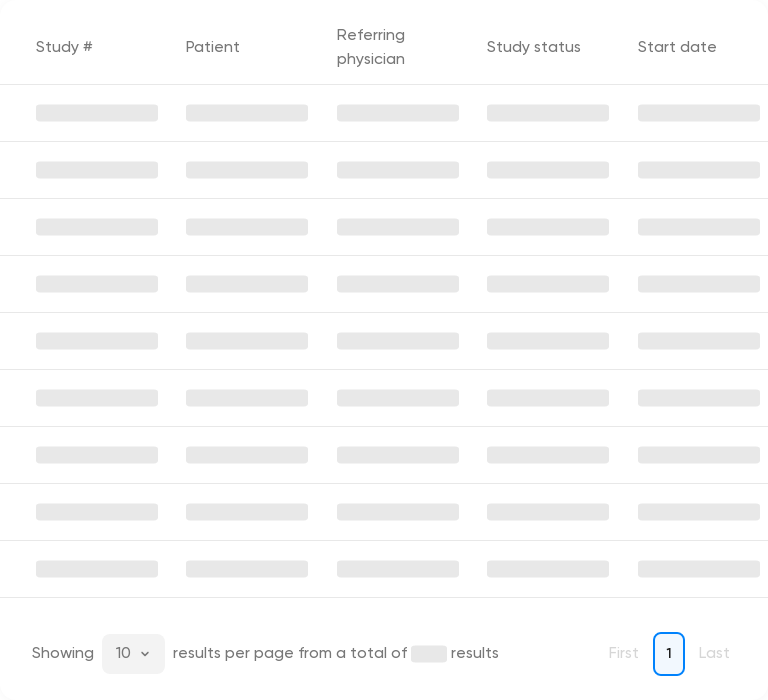 Study #
Patient
Referring
physician
Study status
Start date
Showing 10 results per page from a total of results
First 1 Last